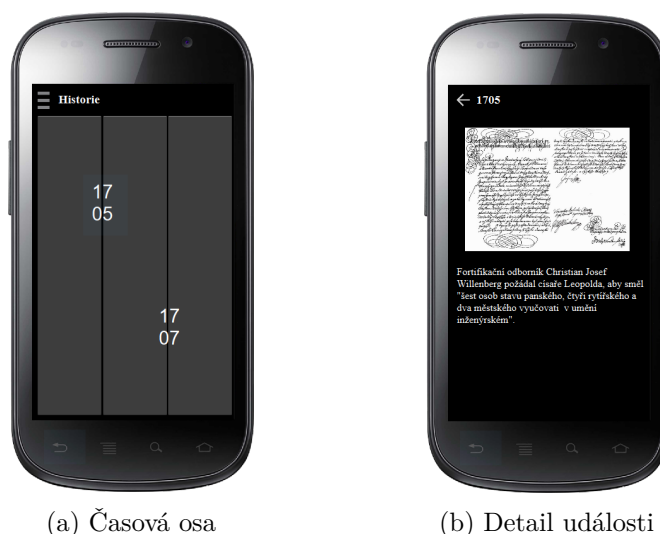 Historie
17
05
17
07
1705
Fortifikační odborník Christian Josef
Willenberg požádal císaře Leopolda, aby směl
"šest osob stavu panského, čtyři rytířského a
dva městského vyučovati v umění
inženýrském".
(a) Časová osa
(b) Detail události